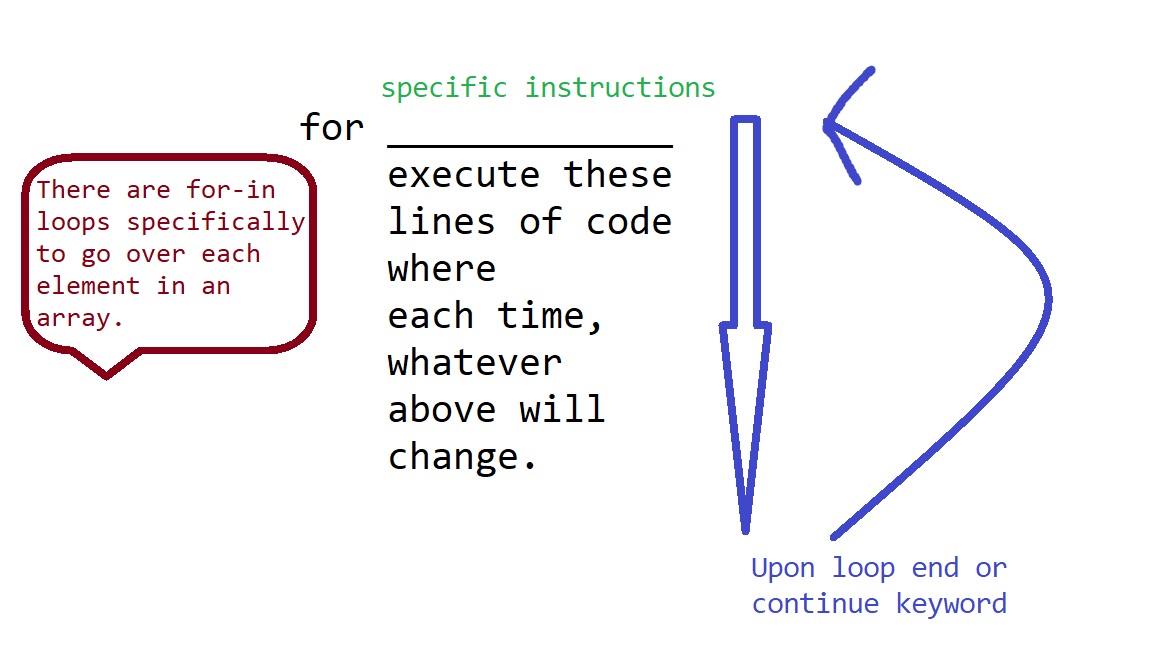 specific instructions
for _____________
execute these
lines of code
where
each time,
whatever
above will
change.
There are for-in
loops specifically
to go over each
element in an
array.
Upon loop end or
continue keyword